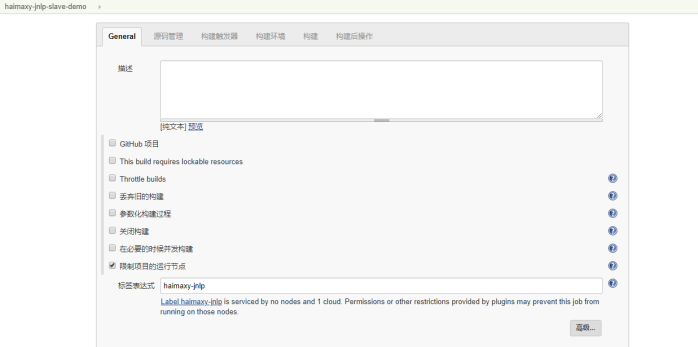 haimaxy-jnlp-slave-demo
General 源码管理 构建触发器 构建环境 构建 构建后操作
描述
[纯文本] 预览
GitHub 项目
This build requires lockable resources
Throttle builds
丢弃旧的构建
参数化构建过程
关闭构建
在必要的时候并发构建
限制项目的运行节点
标签表达式 haimaxy-jnlp
Label haimaxy-jnlp is serviced by no nodes and 1 cloud. Permissions or other restrictions provided by plugins may prevent this job from
running on those nodes.
高级...